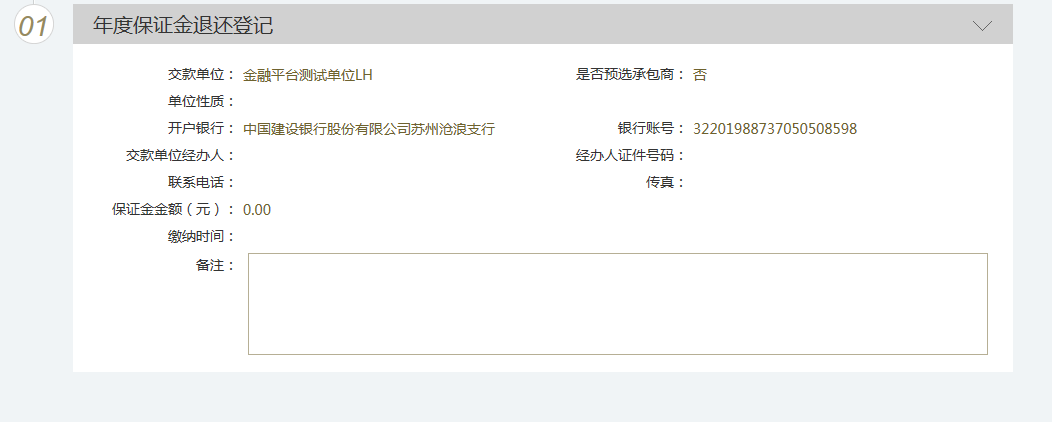 01
年度保证金退还登记
交款单位： 金融平台测试单位LH 是否预选承包商： 否
单位性质：
开户银行： 中国建设银行股份有限公司苏州沧浪支行 银行账号： 32201988737050508598
交款单位经办人： 经办人证件号码：
联系电话： 传真：
保证金金额（元）： 0.00
缴纳时间：
备注：